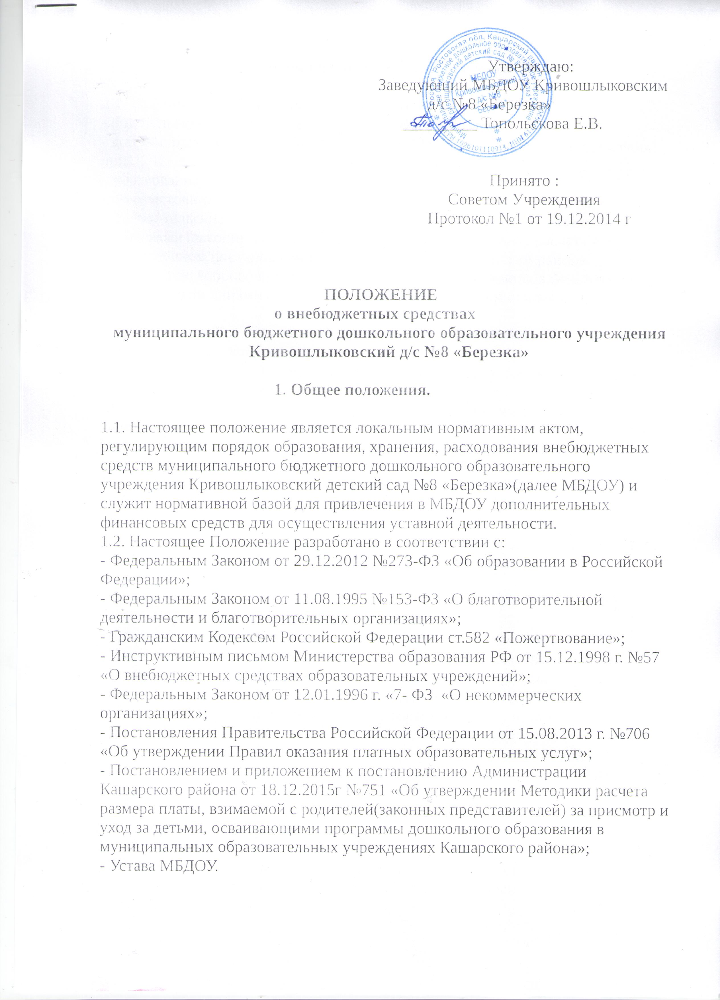 Утверждаю:
Заведующий МБДОУ Кривошлыковским
д/с №8 «Березка»
____________ Топольскова Е.В.
Россия Ростовская обл. Кашарский район
бюджетное дошкольное образовательное учреждение
Кривошлыковский детский сад № 8 "Березка"
ОГРН 1026101110914, ИНН
МБДОУ
Кривошлыковский
д/с №8
"Березка"
Принято :
Советом Учреждения
Протокол №1 от 19.12.2014 г
ПОЛОЖЕНИЕ
о внебюджетных средствах
муниципального бюджетного дошкольного образовательного учреждения
Кривошлыковский д/с №8 «Березка»
1. Общее положения.
1.1. Настоящее положение является локальным нормативным актом,
регулирующим порядок образования, хранения, расходования внебюджетных
средств муниципального бюджетного дошкольного образовательного
учреждения Кривошлыковский детский сад №8 «Березка»(далее МБДОУ) и
служит нормативной базой для привлечения в МБДОУ дополнительных
финансовых средств для осуществления уставной деятельности.
1.2. Настоящее Положение разработано в соответствии с:
- Федеральным Законом от 29.12.2012 №273-ФЗ «Об образовании в Российской
Федерации»;
- Федеральным Законом от 11.08.1995 №153-ФЗ «О благотворительной
деятельности и благотворительных организациях»;
- Гражданским Кодексом Российской Федерации ст.582 «Пожертвование»;
- Инструктивным письмом Министерства образования РФ от 15.12.1998 г. №57
«О внебюджетных средствах образовательных учреждений»;
- Федеральным Законом от 12.01.1996 г. «7- ФЗ  «О некоммерческих
организациях»;
- Постановления Правительства Российской Федерации от 15.08.2013 г. №706
«Об утверждении Правил оказания платных образовательных услуг»;
- Постановлением и приложением к постановлению Администрации
Кашарского района от 18.12.2015г №751 «Об утверждении Методики расчета
размера платы, взимаемой с родителей(законных представителей) за присмотр и
уход за детьми, осваивающими программы дошкольного образования в
муниципальных образовательных учреждениях Кашарского района»;
- Устава МБДОУ.